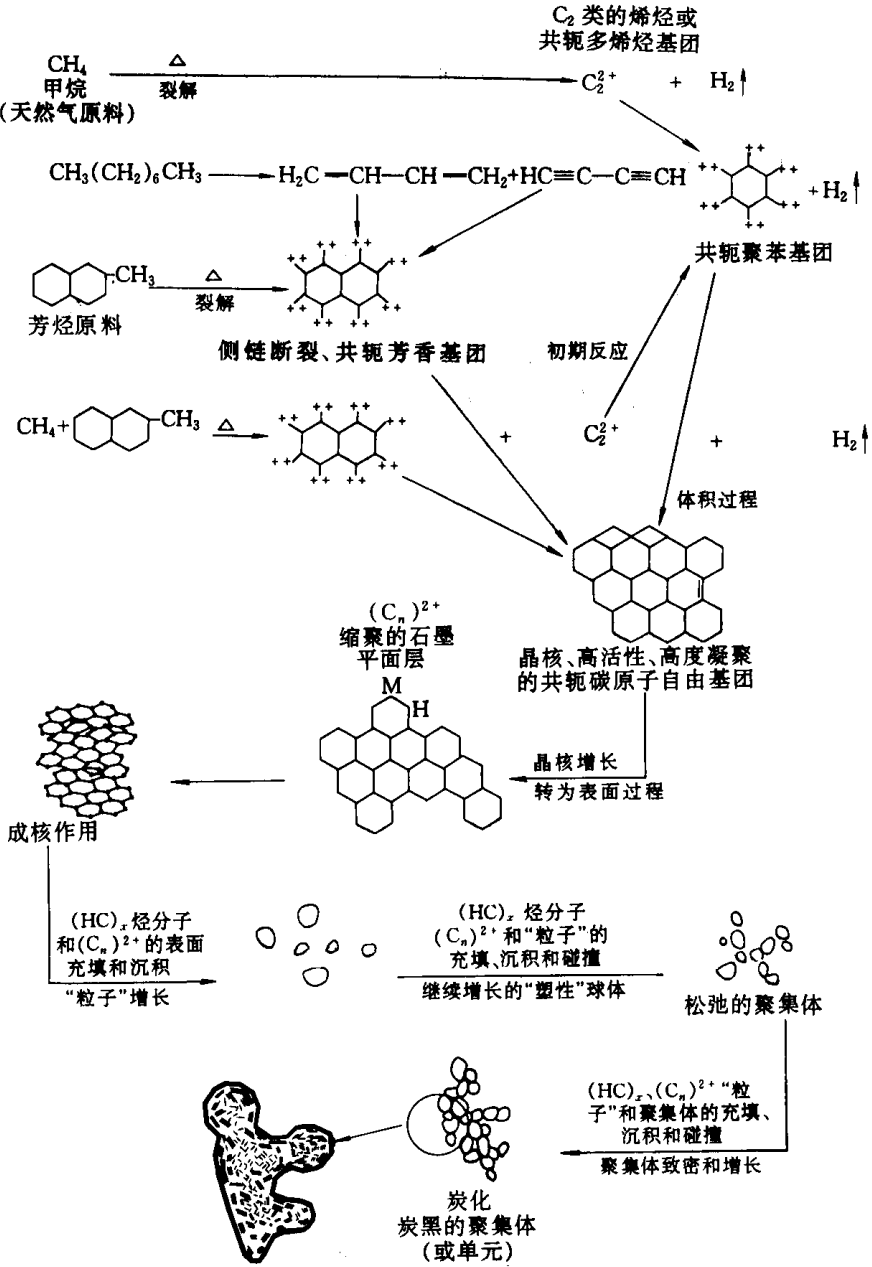 C₂ 类的烯烃或
共轭多烯烃基团
CH₄
甲烷
(天然气原料)
△
裂解
C₂²⁺ + H₂↑
CH₃(CH₂)₆CH₃
H₂C=CH-CH=CH₂+HC≡C-C≡CH
++
++
++
++
++
++
+H₂↑
共轭聚苯基团
CH₃
芳烃原料
△
裂解
++
++
++
++
++
++
++
++
侧链断裂、共轭芳香基团
初期反应
CH₄+
CH₃
△
++
++
++
++
++
++
++
++
+
C₂²⁺
+
H₂↑
体积过程
晶核、高活性、高度凝聚
的共轭碳原子自由基团
(Cₙ)²⁺
缩聚的石墨
平面层
M
H
晶核增长
转为表面过程
成核作用
(HC)ₓ烃分子
和(Cₙ)²⁺的表面
充填和沉积
“粒子”增长
(HC)ₓ 烃分子
(Cₙ)²⁺和“粒子”的
充填、沉积和碰撞
继续增长的“塑性”球体
松弛的聚集体
(HC)ₓ、(Cₙ)²⁺“粒
子”和聚集体的充填、
沉积和碰撞
聚集体致密和增长
炭化
炭黑的聚集体
(或单元)